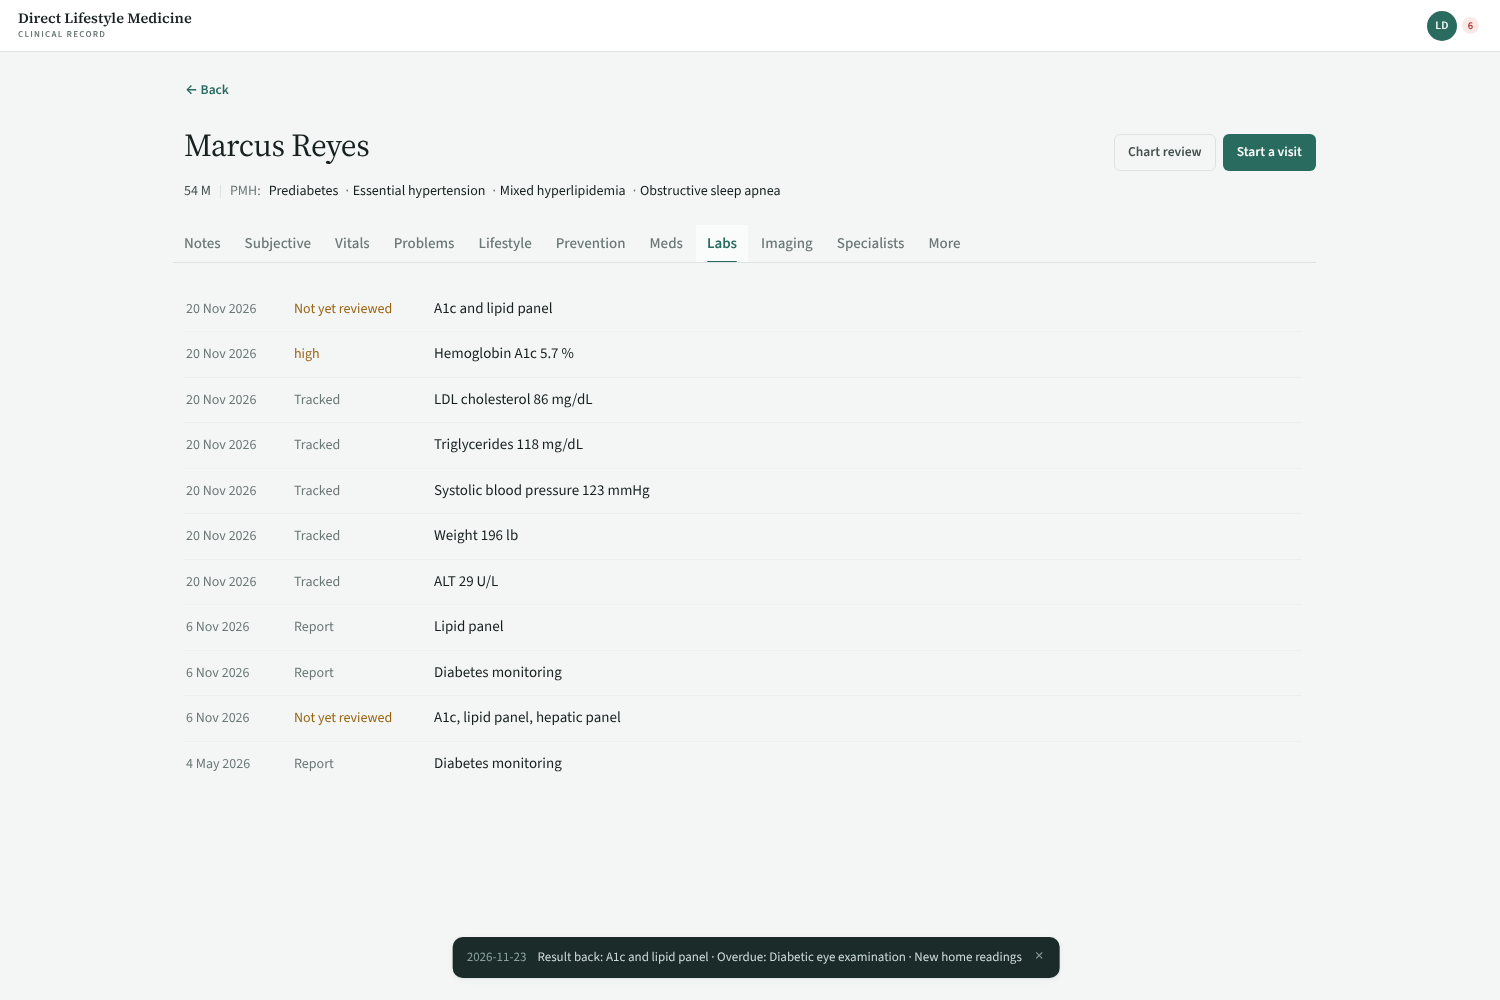 Direct Lifestyle Medicine
CLINICAL RECORD
LD 6
← Back
Marcus Reyes
Chart review Start a visit
54 M | PMH: Prediabetes · Essential hypertension · Mixed hyperlipidemia · Obstructive sleep apnea
Notes Subjective Vitals Problems Lifestyle Prevention Meds Labs Imaging Specialists More
20 Nov 2026 Not yet reviewed A1c and lipid panel
20 Nov 2026 high Hemoglobin A1c 5.7 %
20 Nov 2026 Tracked LDL cholesterol 86 mg/dL
20 Nov 2026 Tracked Triglycerides 118 mg/dL
20 Nov 2026 Tracked Systolic blood pressure 123 mmHg
20 Nov 2026 Tracked Weight 196 lb
20 Nov 2026 Tracked ALT 29 U/L
6 Nov 2026 Report Lipid panel
6 Nov 2026 Report Diabetes monitoring
6 Nov 2026 Not yet reviewed A1c, lipid panel, hepatic panel
4 May 2026 Report Diabetes monitoring
2026-11-23 Result back: A1c and lipid panel · Overdue: Diabetic eye examination · New home readings ×